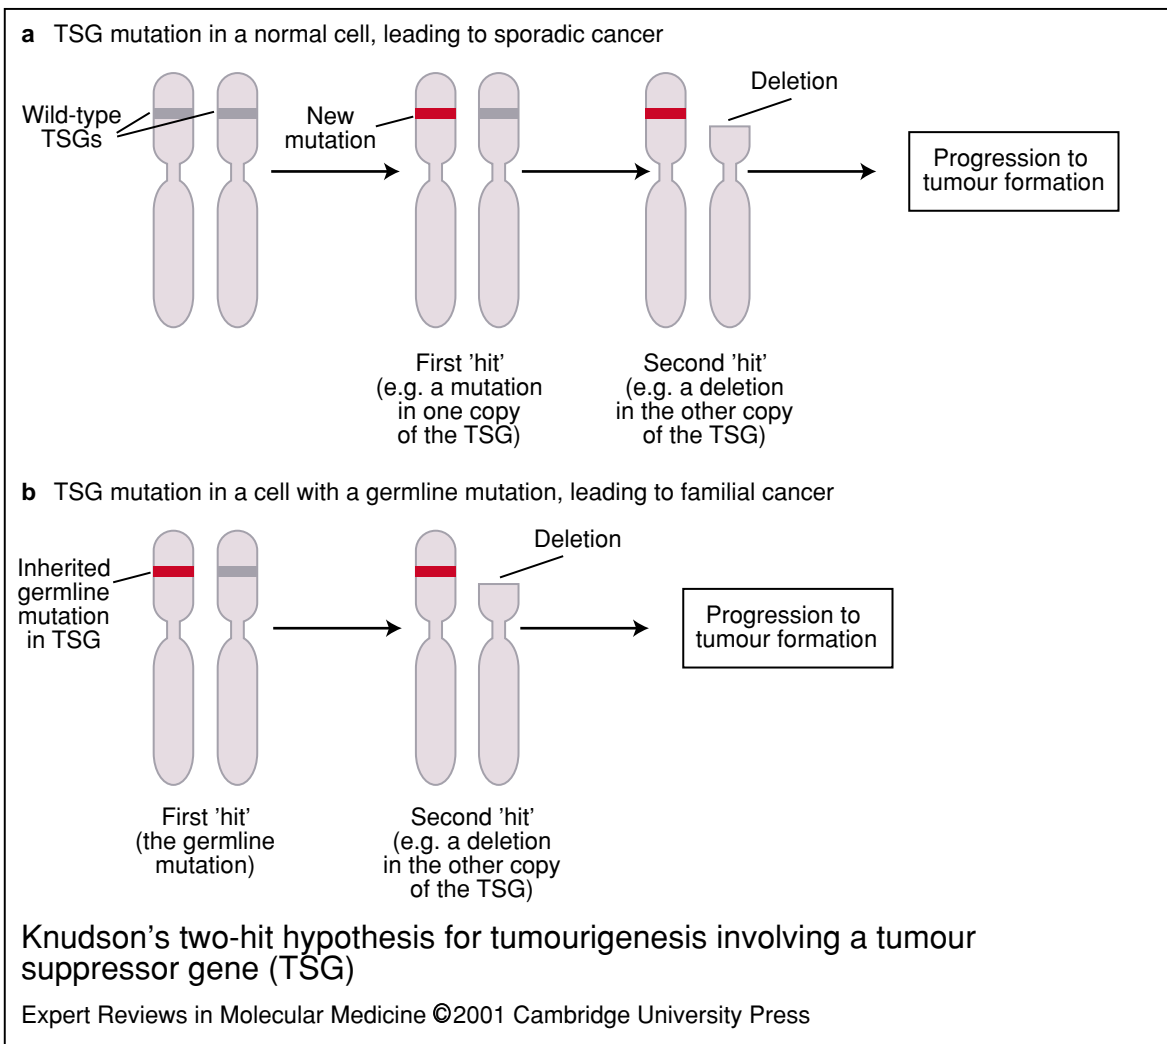 a TSG mutation in a normal cell, leading to sporadic cancer
Wild-type
TSGs
New
mutation
Deletion
Progression to
tumour formation
First 'hit'
(e.g. a mutation
in one copy
of the TSG)
Second 'hit'
(e.g. a deletion
in the other copy
of the TSG)
b TSG mutation in a cell with a germline mutation, leading to familial cancer
Inherited
germline
mutation
in TSG
Deletion
Progression to
tumour formation
First 'hit'
(the germline
mutation)
Second 'hit'
(e.g. a deletion
in the other copy
of the TSG)
Knudson's two-hit hypothesis for tumourigenesis involving a tumour
suppressor gene (TSG)
Expert Reviews in Molecular Medicine ©2001 Cambridge University Press